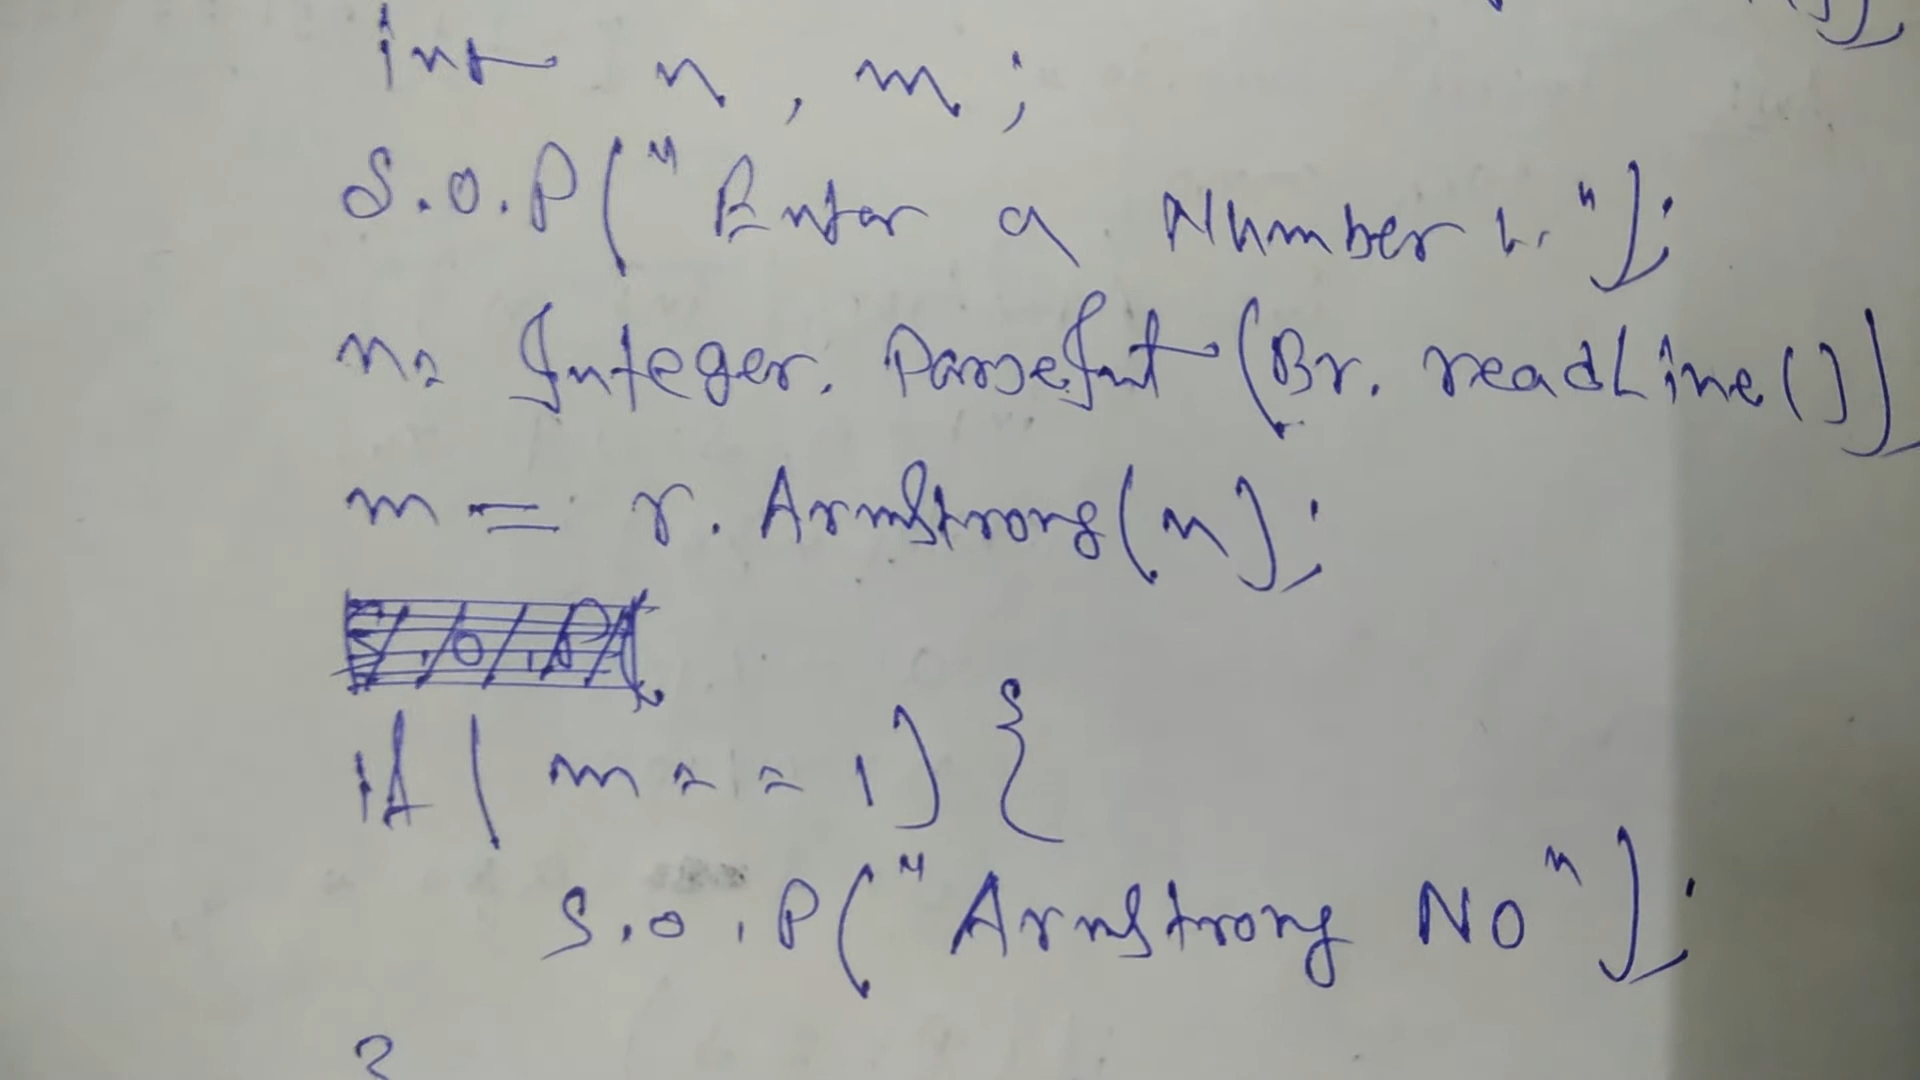 int n, m;
S.O.P("Enter a Number :");
n= Integer.ParseInt(Br.readLine())
m = r.Armstrong(n);
if(m==1){
S.O.P("Armstrong No");
}